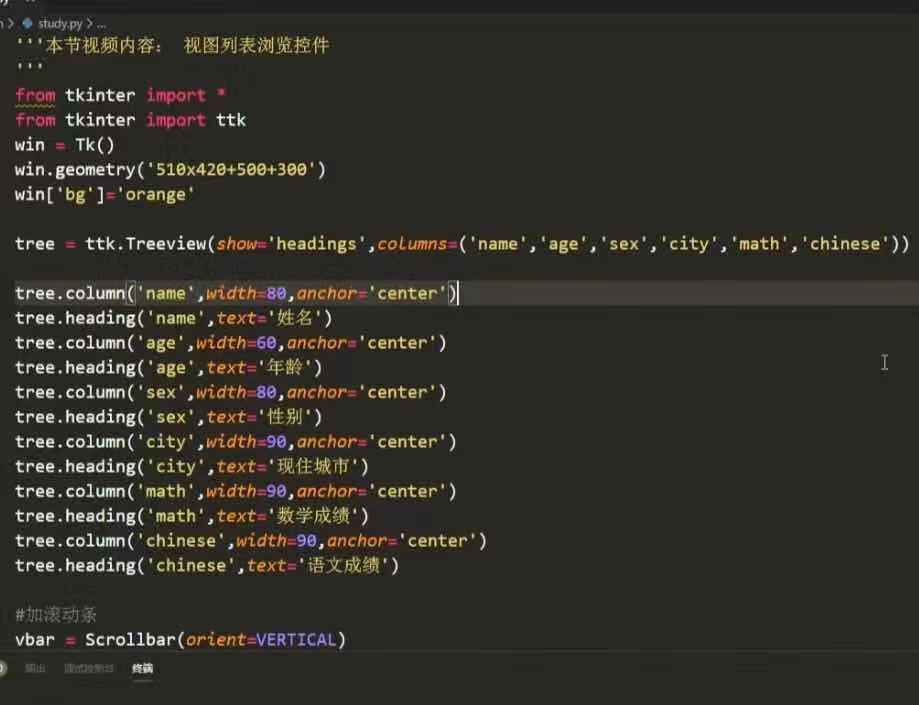 study.py > ...
'''本节视频内容： 视图列表浏览控件
'''
from tkinter import *
from tkinter import ttk
win = Tk()
win.geometry('510x420+500+300')
win['bg']='orange'
tree = ttk.Treeview(show='headings',columns=('name','age','sex','city','math','chinese'))
tree.column('name',width=80,anchor='center')
tree.heading('name',text='姓名')
tree.column('age',width=60,anchor='center')
tree.heading('age',text='年龄')
tree.column('sex',width=80,anchor='center')
tree.heading('sex',text='性别')
tree.column('city',width=90,anchor='center')
tree.heading('city',text='现住城市')
tree.column('math',width=90,anchor='center')
tree.heading('math',text='数学成绩')
tree.column('chinese',width=90,anchor='center')
tree.heading('chinese',text='语文成绩')
#加滚动条
vbar = Scrollbar(orient=VERTICAL)
输出 调试控制台 终端